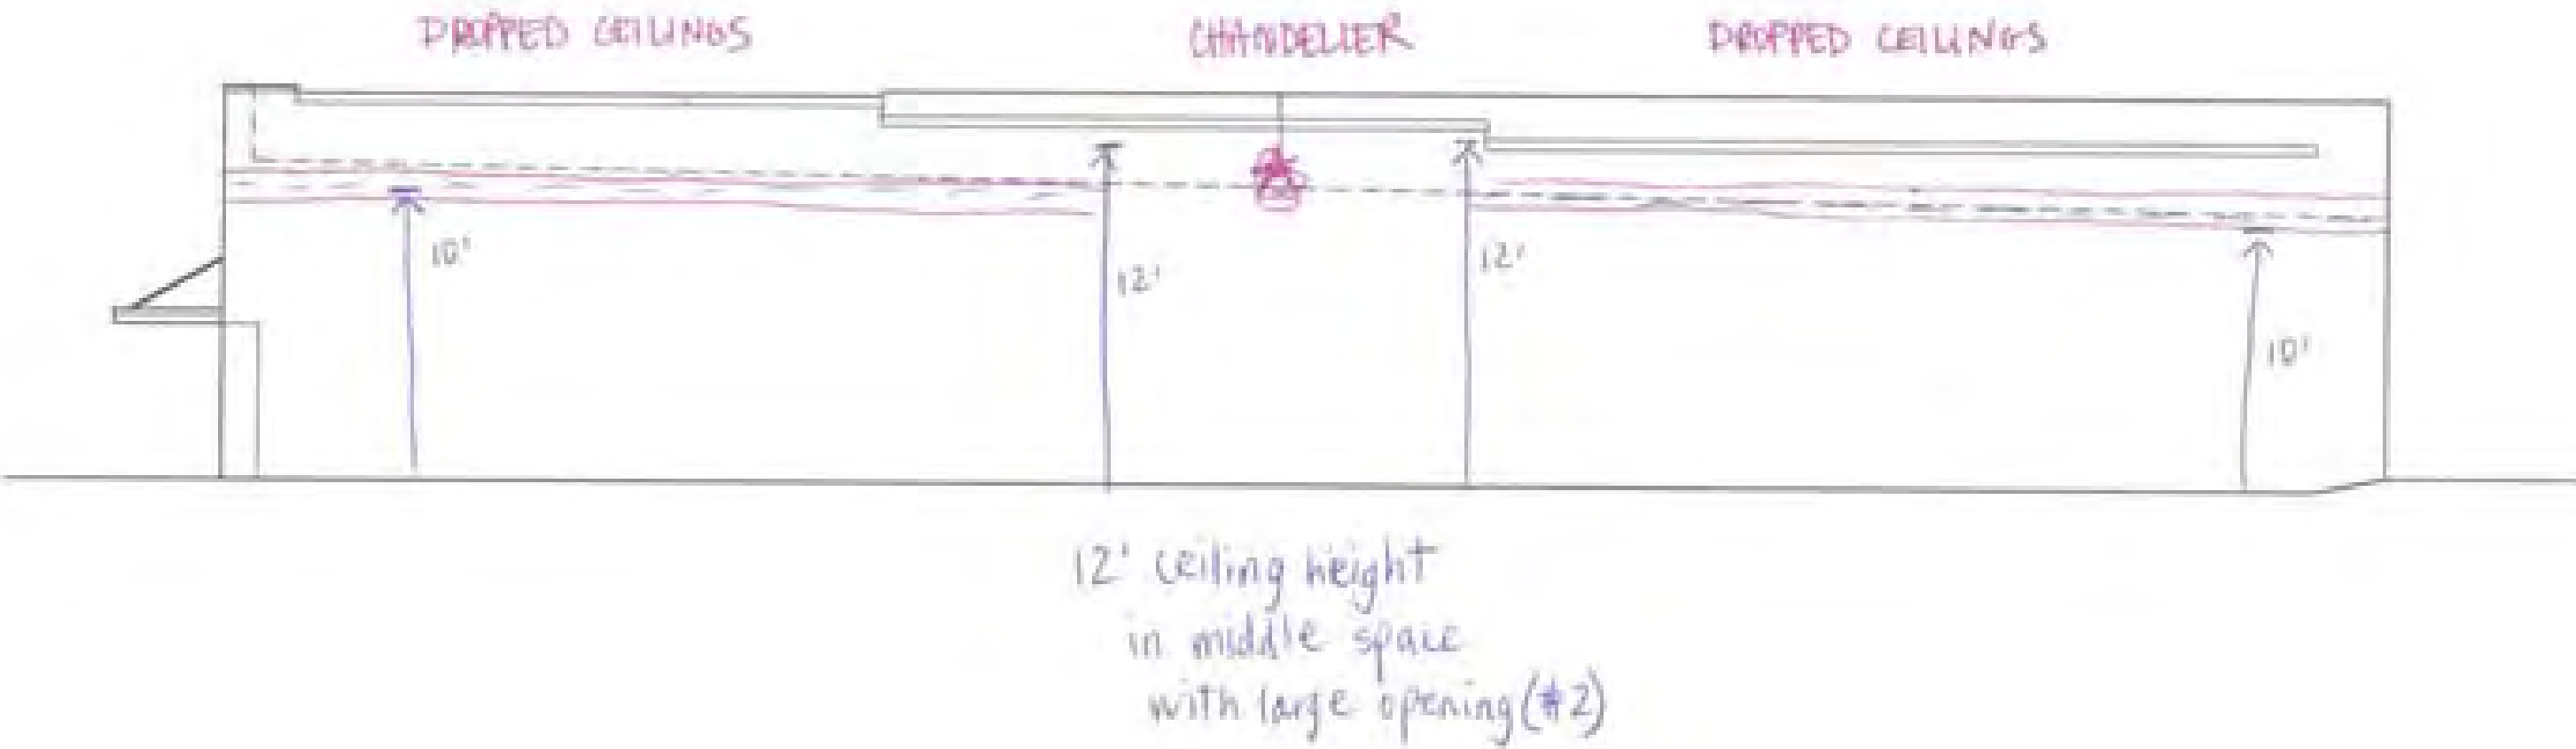 DROPPED CEILINGS
CHANDELIER
DROPPED CEILINGS
10'
12'
12'
10'
12' ceiling height
in middle space
with large opening (#2)